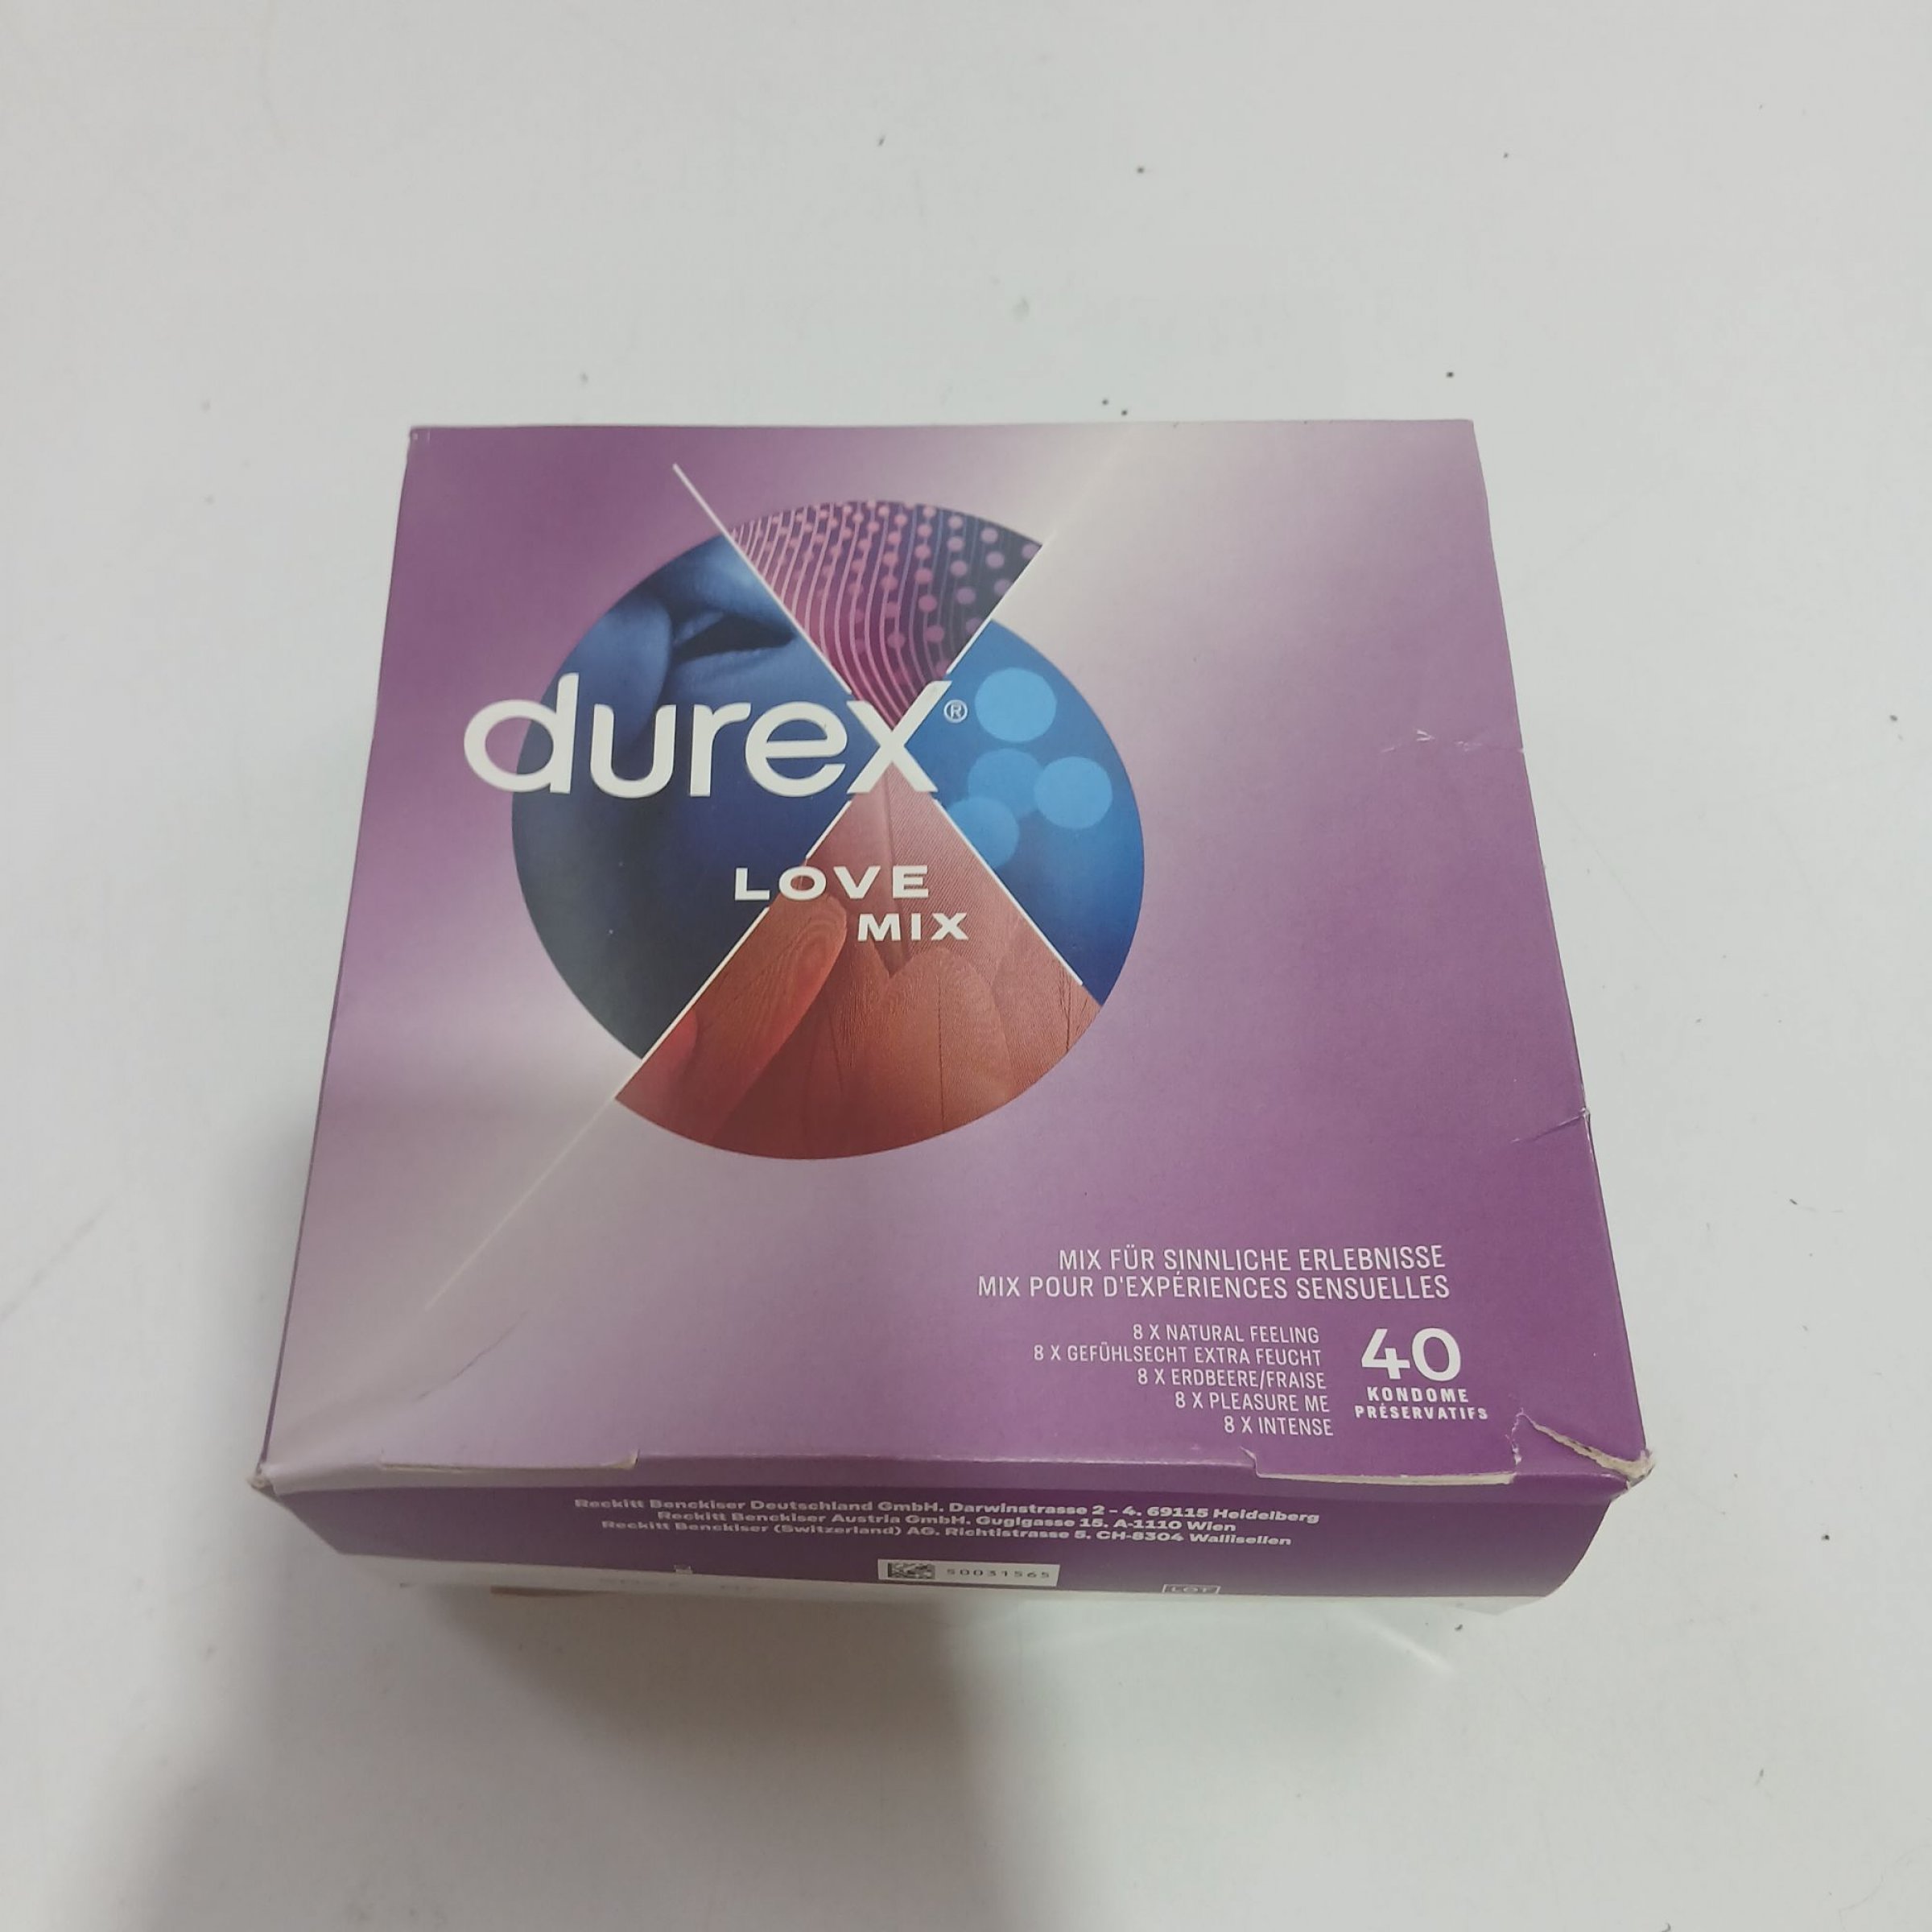 durex®
LOVE
MIX
MIX FÜR SINNLICHE ERLEBNISSE
MIX POUR D'EXPÉRIENCES SENSUELLES
8 X NATURAL FEELING
8 X GEFÜHLSECHT EXTRA FEUCHT
8 X ERDBEERE/FRAISE
8 X PLEASURE ME
8 X INTENSE
40
KONDOME
PRÉSERVATIFS
Reckitt Benckiser Deutschland GmbH, Darwinstrasse 2 - 4, 69115 Heidelberg
Reckitt Benckiser Austria GmbH, Guglgasse 15, A-1110 Wien
Reckitt Benckiser (Switzerland) AG, Richtistrasse 5, CH-8304 Wallisellen
50031565
LOT